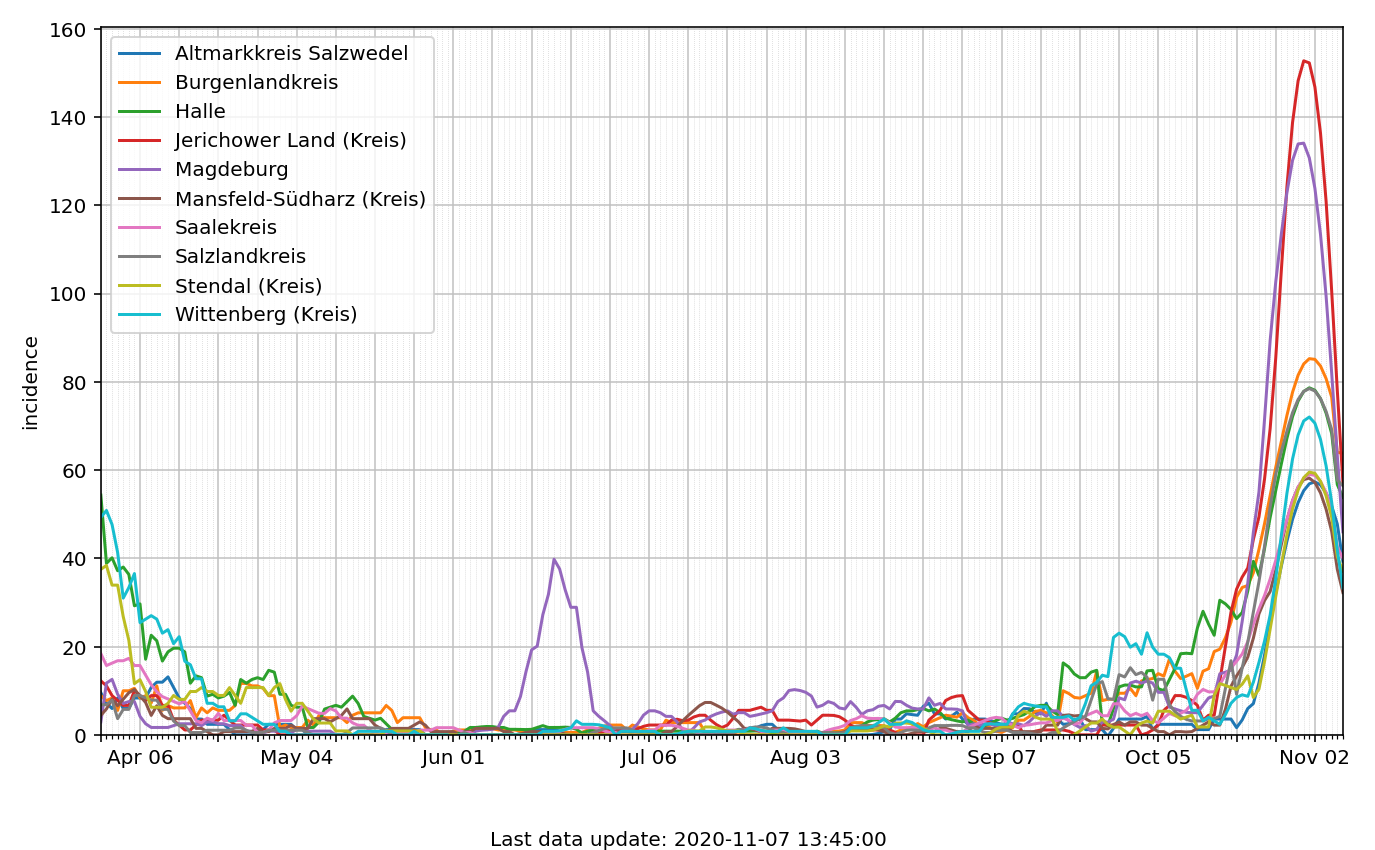 160
140
120
100
80
60
40
20
0
incidence
Altmarkkreis Salzwedel
Burgenlandkreis
Halle
Jerichower Land (Kreis)
Magdeburg
Mansfeld-Südharz (Kreis)
Saalekreis
Salzlandkreis
Stendal (Kreis)
Wittenberg (Kreis)
Apr 06 May 04 Jun 01 Jul 06 Aug 03 Sep 07 Oct 05 Nov 02
Last data update: 2020-11-07 13:45:00